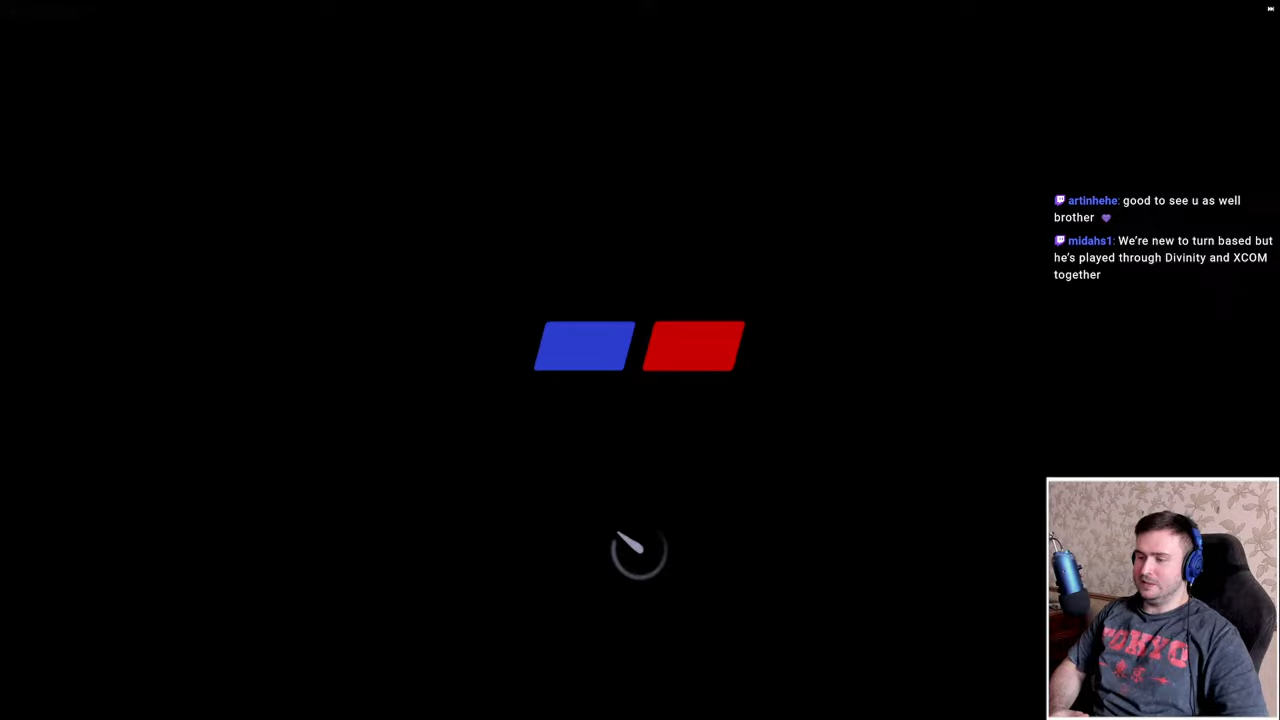 artinhehe: good to see u as well
brother 💜
midahs1: We're new to turn based but
he's played through Divinity and XCOM
together
TOKYO